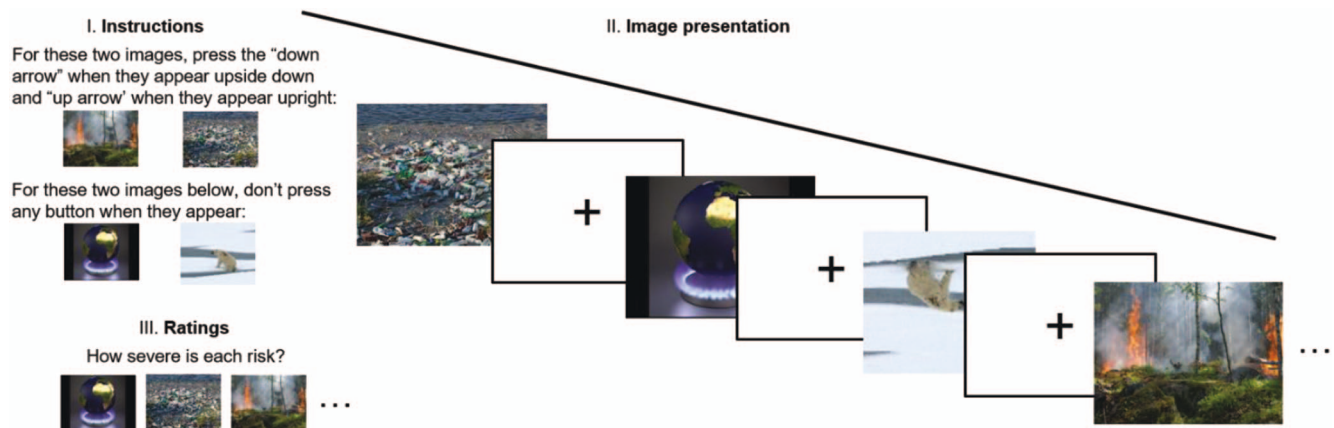 I. Instructions
For these two images, press the “down
arrow” when they appear upside down
and “up arrow’ when they appear upright:
For these two images below, don’t press
any button when they appear:
III. Ratings
How severe is each risk?
...
II. Image presentation
+
+
+
...